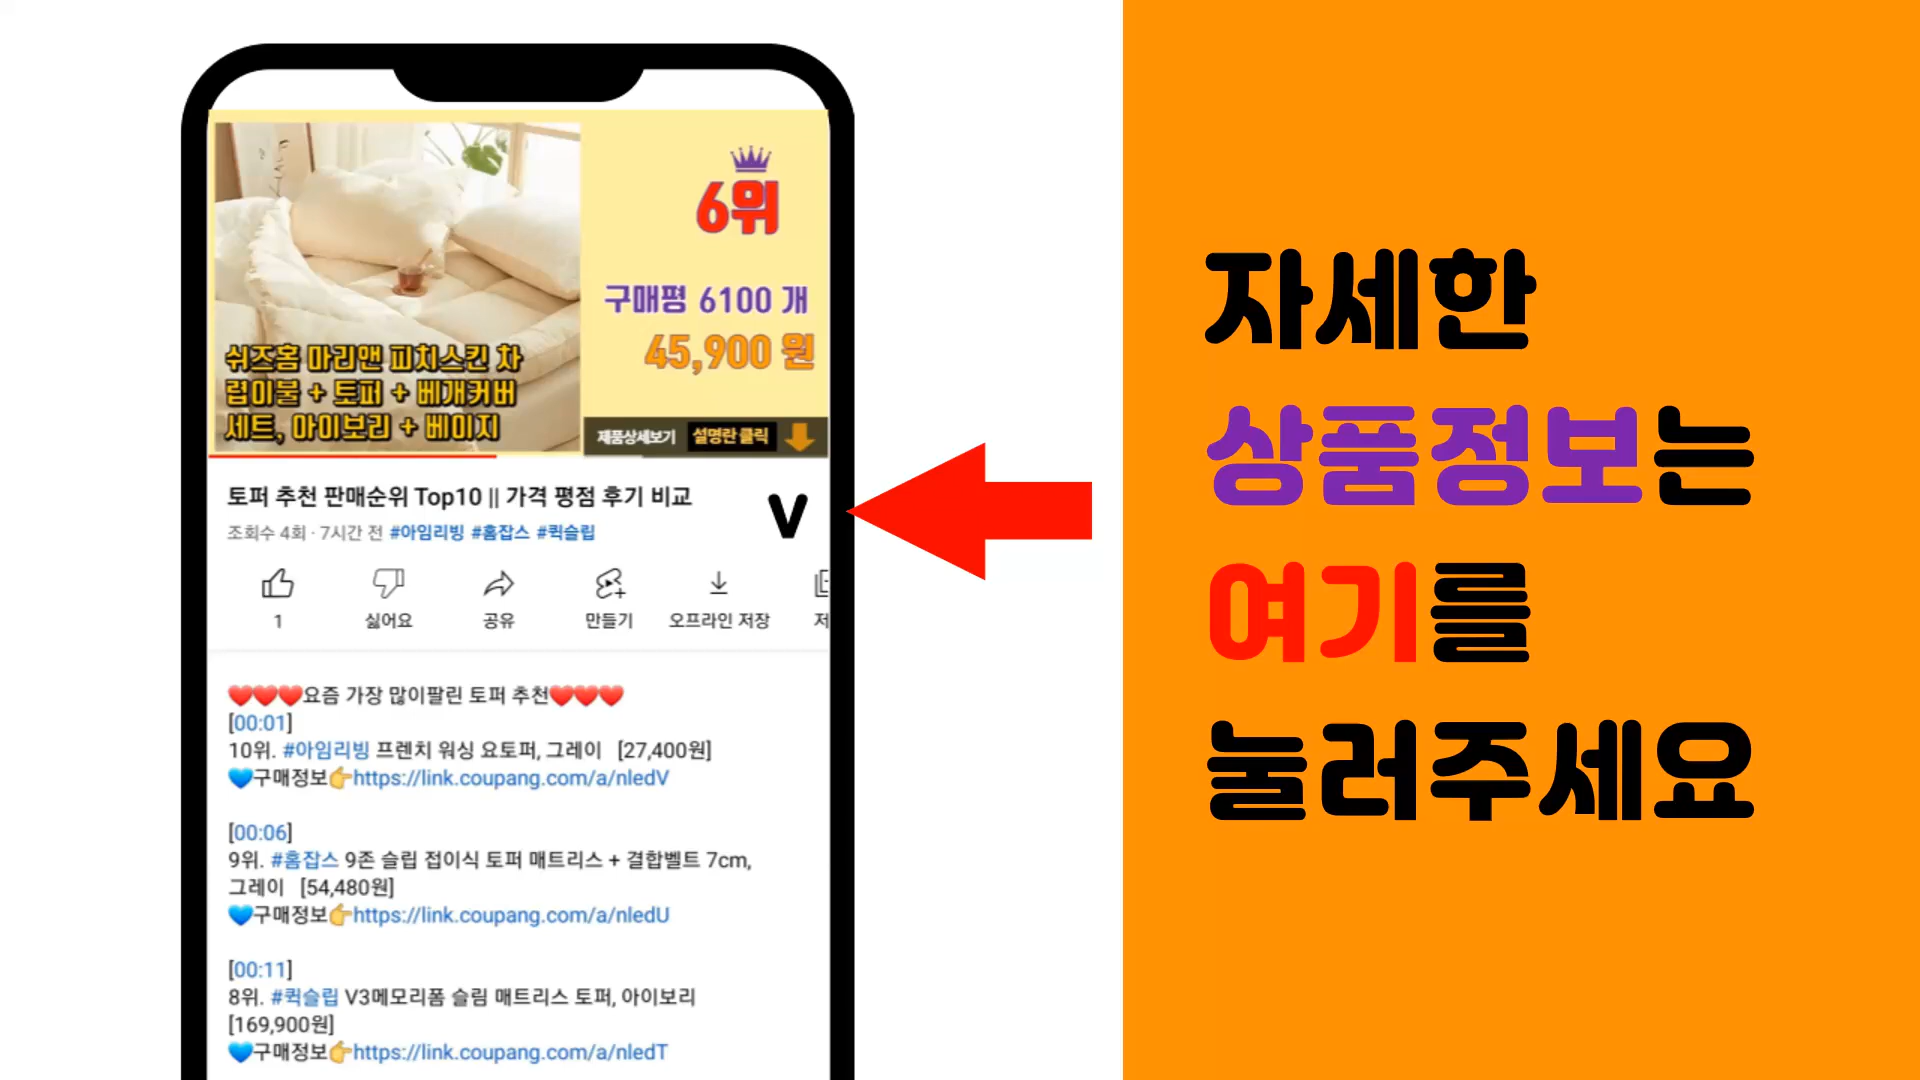 6위
구매평 6100 개
45,900 원
쉬즈홈 마리앤 피치스킨 차
렵이불 + 토퍼 + 베개커버
세트, 아이보리 + 베이지
제품상세보기 설명란 클릭
토퍼 추천 판매순위 Top10 || 가격 평점 후기 비교
V
조회수 4회 · 7시간 전 #아임리빙 #홈잡스 #퀵슬립
1 싫어요 공유 만들기 오프라인 저장 저
❤️❤️❤️요즘 가장 많이팔린 토퍼 추천❤️❤️❤️
[00:01]
10위. #아임리빙 프렌치 워싱 요토퍼, 그레이 [27,400원]
💙구매정보👉https://link.coupang.com/a/nledV
[00:06]
9위. #홈잡스 9존 슬립 접이식 토퍼 매트리스 + 결합벨트 7cm,
그레이 [54,480원]
💙구매정보👉https://link.coupang.com/a/nledU
[00:11]
8위. #퀵슬립 V3메모리폼 슬림 매트리스 토퍼, 아이보리
[169,900원]
💙구매정보👉https://link.coupang.com/a/nledT
자세한
상품정보는
여기를
눌러주세요